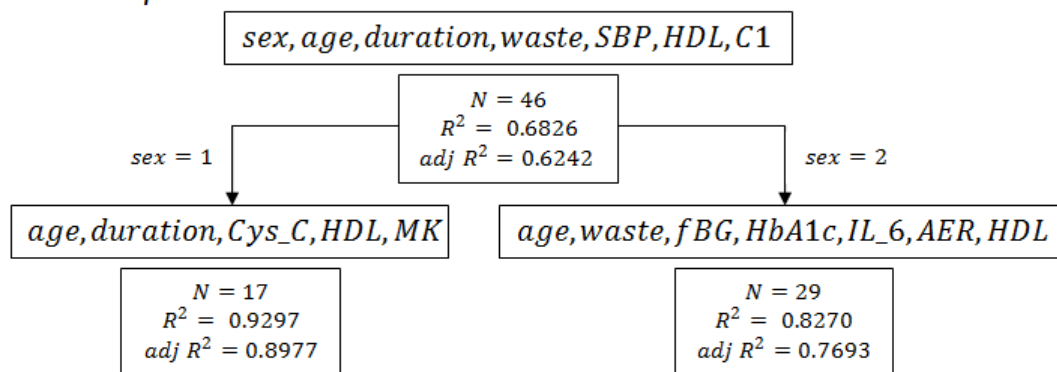 sex, age, duration, waste, SBP, HDL, C1
N = 46
R² = 0.6826
adj R² = 0.6242
sex = 1
sex = 2
age, duration, Cys_C, HDL, MK
age, waste, fBG, HbA1c, IL_6, AER, HDL
N = 17
R² = 0.9297
adj R² = 0.8977
N = 29
R² = 0.8270
adj R² = 0.7693